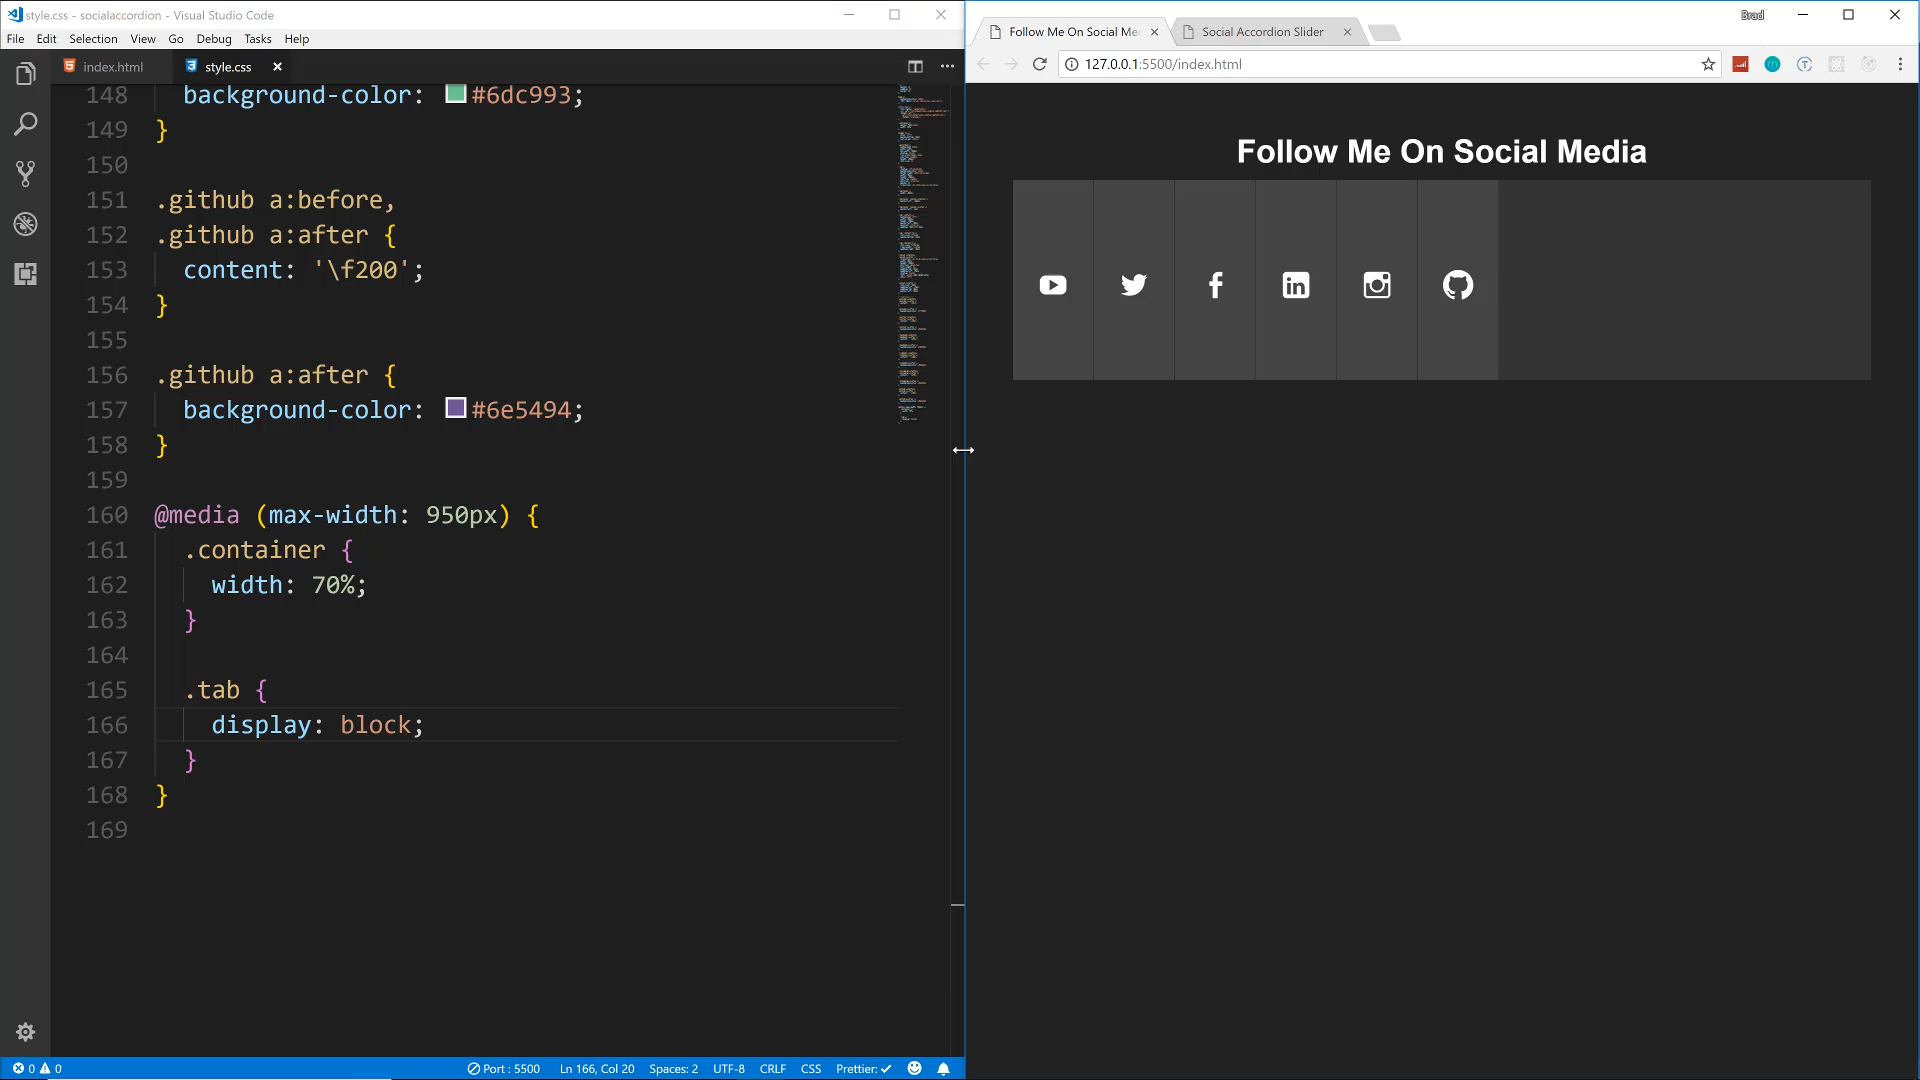 style.css - socialaccordion - Visual Studio Code
File Edit Selection View Go Debug Tasks Help
index.html
style.css
148 background-color: #6dc993;
149 }
150
151 .github a:before,
152 .github a:after {
153 content: '\f200';
154 }
155
156 .github a:after {
157 background-color: #6e5494;
158 }
159
160 @media (max-width: 950px) {
161 .container {
162 width: 70%;
163 }
164
165 .tab {
166 display: block;
167 }
168 }
169
0 0
Port : 5500
Ln 166, Col 20
Spaces: 2
UTF-8
CRLF
CSS
Prettier:
Brad
Follow Me On Social Me
Social Accordion Slider
127.0.0.1:5500/index.html
Follow Me On Social Media